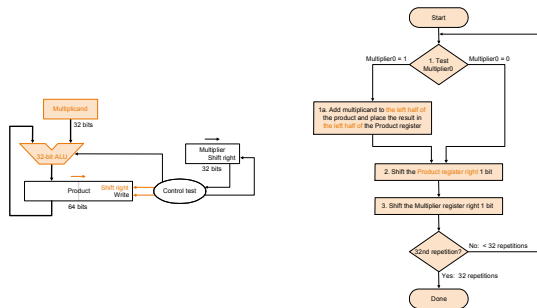 Multiplicand
32 bits
32-bit ALU
Product
Shift right
Write
64 bits
Control test
Multiplier
Shift right
32 bits
Start
1. Test
Multiplier0
Multiplier0 = 1
Multiplier0 = 0
1a. Add multiplicand to the left half of
the product and place the result in
the left half of the Product register
2. Shift the Product register right 1 bit
3. Shift the Multiplier register right 1 bit
32nd repetition?
No: < 32 repetitions
Yes: 32 repetitions
Done